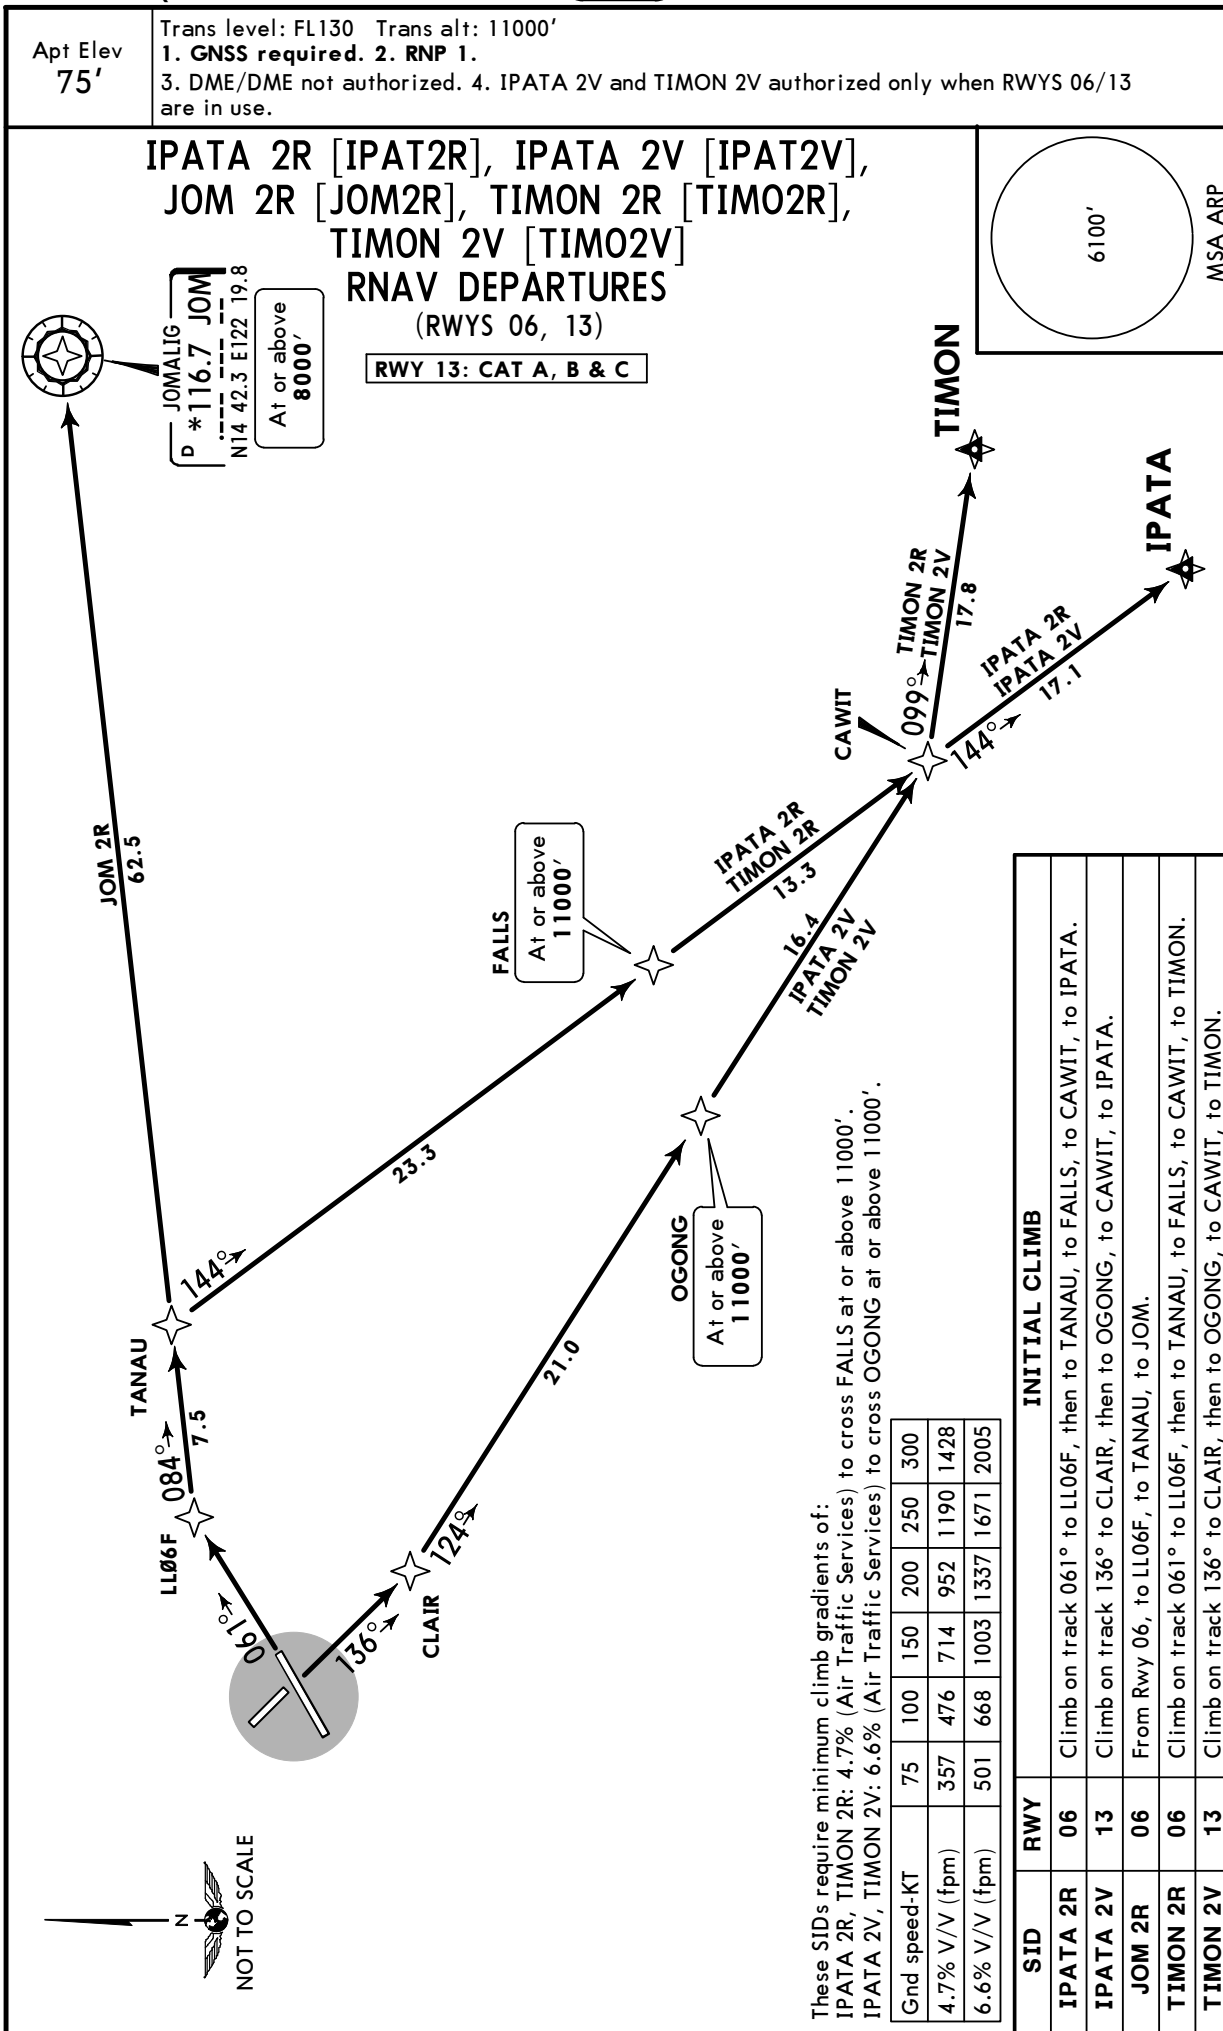 Apt Elev
75'
Trans level: FL130 Trans alt: 11000'
1. GNSS required. 2. RNP 1.
3. DME/DME not authorized. 4. IPATA 2V and TIMON 2V authorized only when RWYS 06/13
are in use.
IPATA 2R [IPAT2R], IPATA 2V [IPAT2V],
JOM 2R [JOM2R], TIMON 2R [TIMO2R],
TIMON 2V [TIMO2V]
RNAV DEPARTURES
(RWYS 06, 13)
RWY 13: CAT A, B & C
6100'
MSA ARP
JOMALIG
D *116.7 JOM
N14 42.3 E122 19.8
At or above
8000'
TIMON
IPATA
TIMON 2R
TIMON 2V
17.8
099°
IPATA 2R
IPATA 2V
17.1
144°
CAWIT
JOM 2R
62.5
IPATA 2R
TIMON 2R
13.3
16.4
IPATA 2V
TIMON 2V
FALLS
At or above
11000'
23.3
144°
OGONG
At or above
11000'
21.0
124°
TANAU
7.5
084°
LLØ6F
061°
136°
CLAIR
N
NOT TO SCALE
These SIDs require minimum climb gradients of:
IPATA 2R, TIMON 2R: 4.7% (Air Traffic Services) to cross FALLS at or above 11000'.
IPATA 2V, TIMON 2V: 6.6% (Air Traffic Services) to cross OGONG at or above 11000'.
Gnd speed-KT 75 100 150 200 250 300
4.7% V/V (fpm) 357 476 714 952 1190 1428
6.6% V/V (fpm) 501 668 1003 1337 1671 2005
SID RWY INITIAL CLIMB
IPATA 2R 06 Climb on track 061° to LL06F, then to TANAU, to FALLS, to CAWIT, to IPATA.
IPATA 2V 13 Climb on track 136° to CLAIR, then to OGONG, to CAWIT, to IPATA.
JOM 2R 06 From Rwy 06, to LL06F, to TANAU, to JOM.
TIMON 2R 06 Climb on track 061° to LL06F, then to TANAU, to FALLS, to CAWIT, to TIMON.
TIMON 2V 13 Climb on track 136° to CLAIR, then to OGONG, to CAWIT, to TIMON.